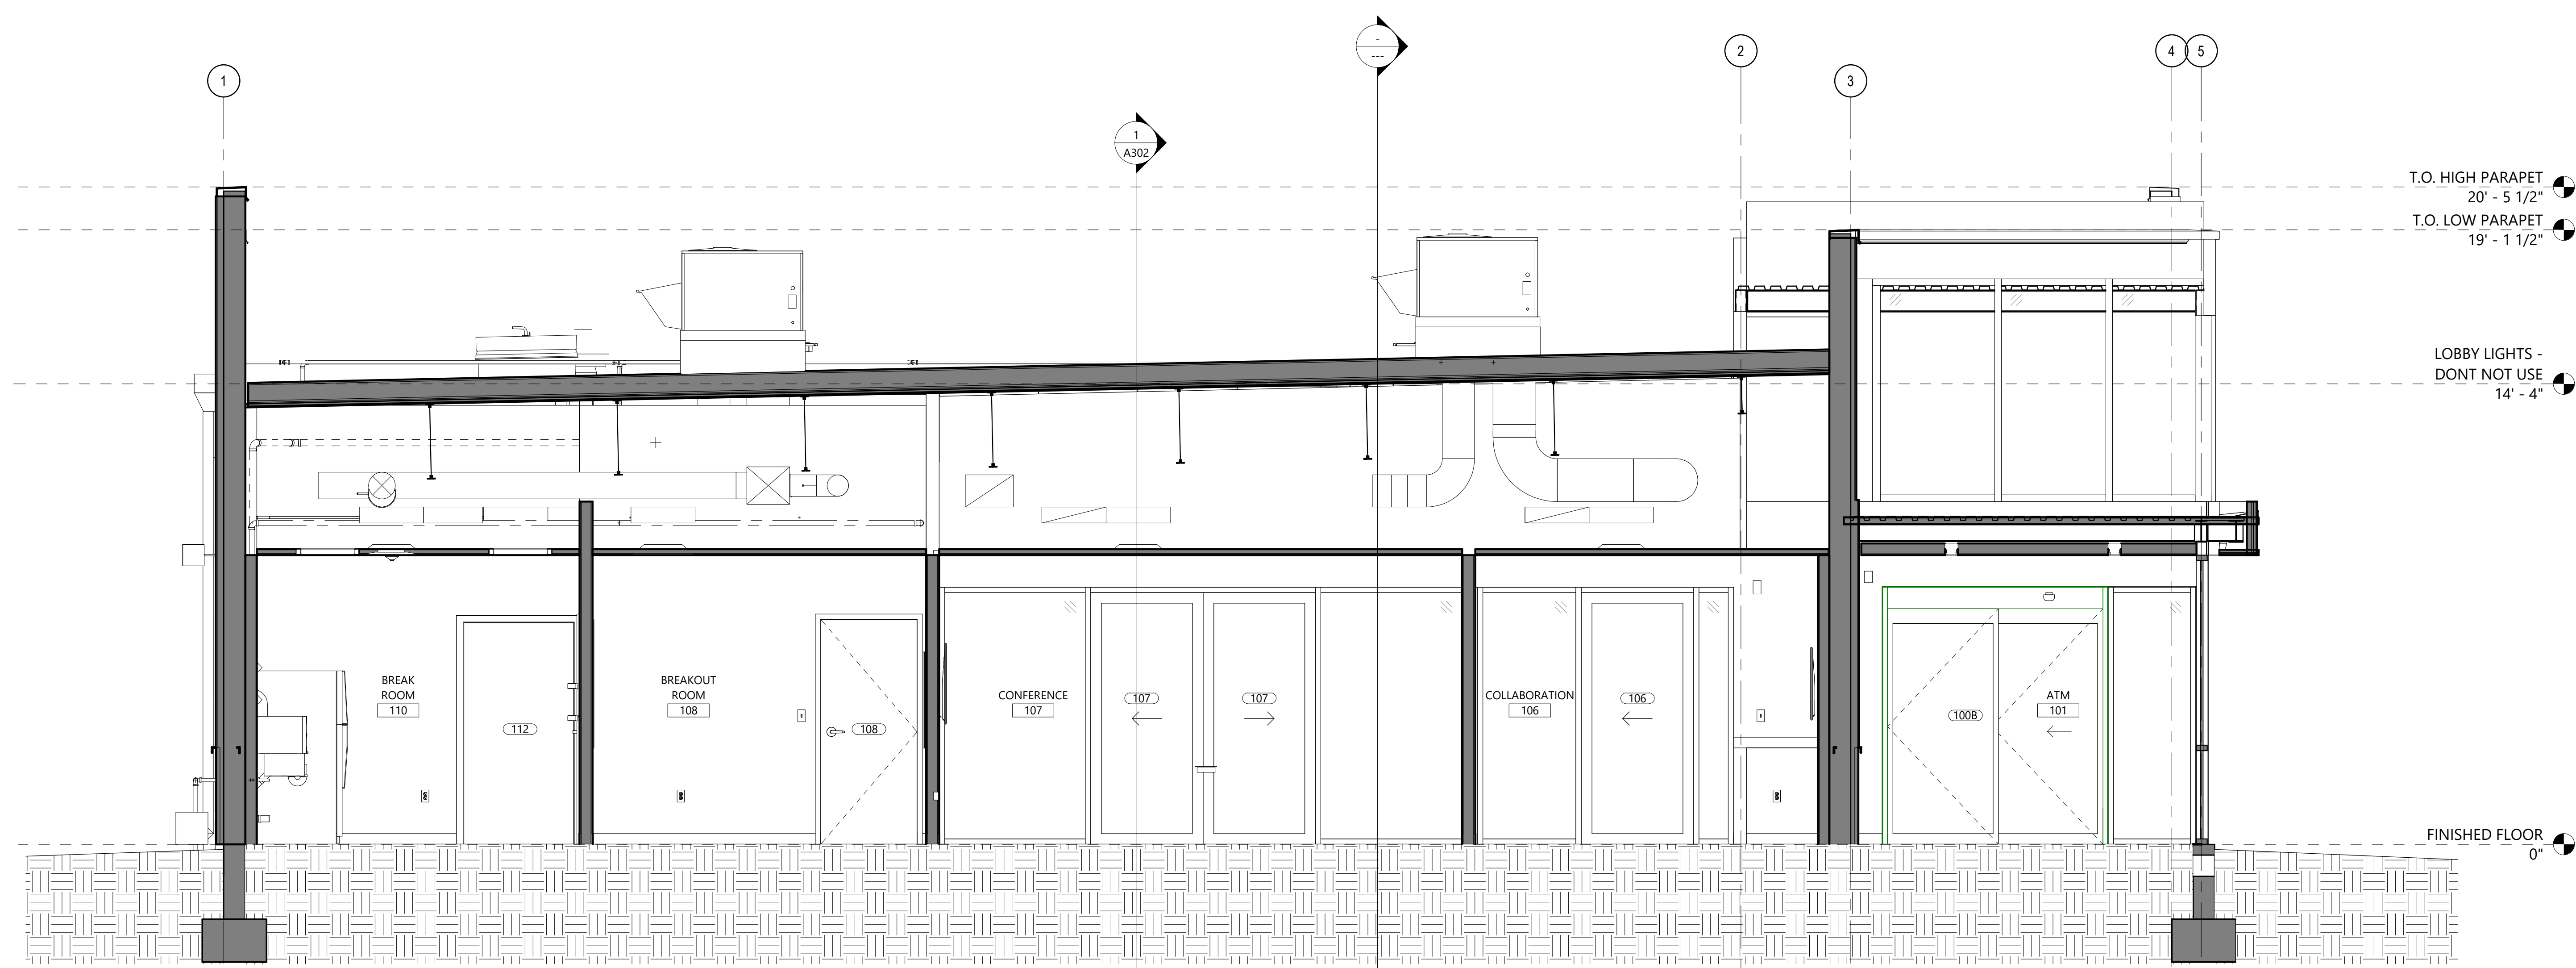 -
---
2
4
5
1
3
1
A302
T.O. HIGH PARAPET
20' - 5 1/2"
T.O. LOW PARAPET
19' - 1 1/2"
LOBBY LIGHTS -
DONT NOT USE
14' - 4"
BREAK
ROOM
110
112
BREAKOUT
ROOM
108
108
CONFERENCE
107
107
107
COLLABORATION
106
106
100B
ATM
101
FINISHED FLOOR
0"